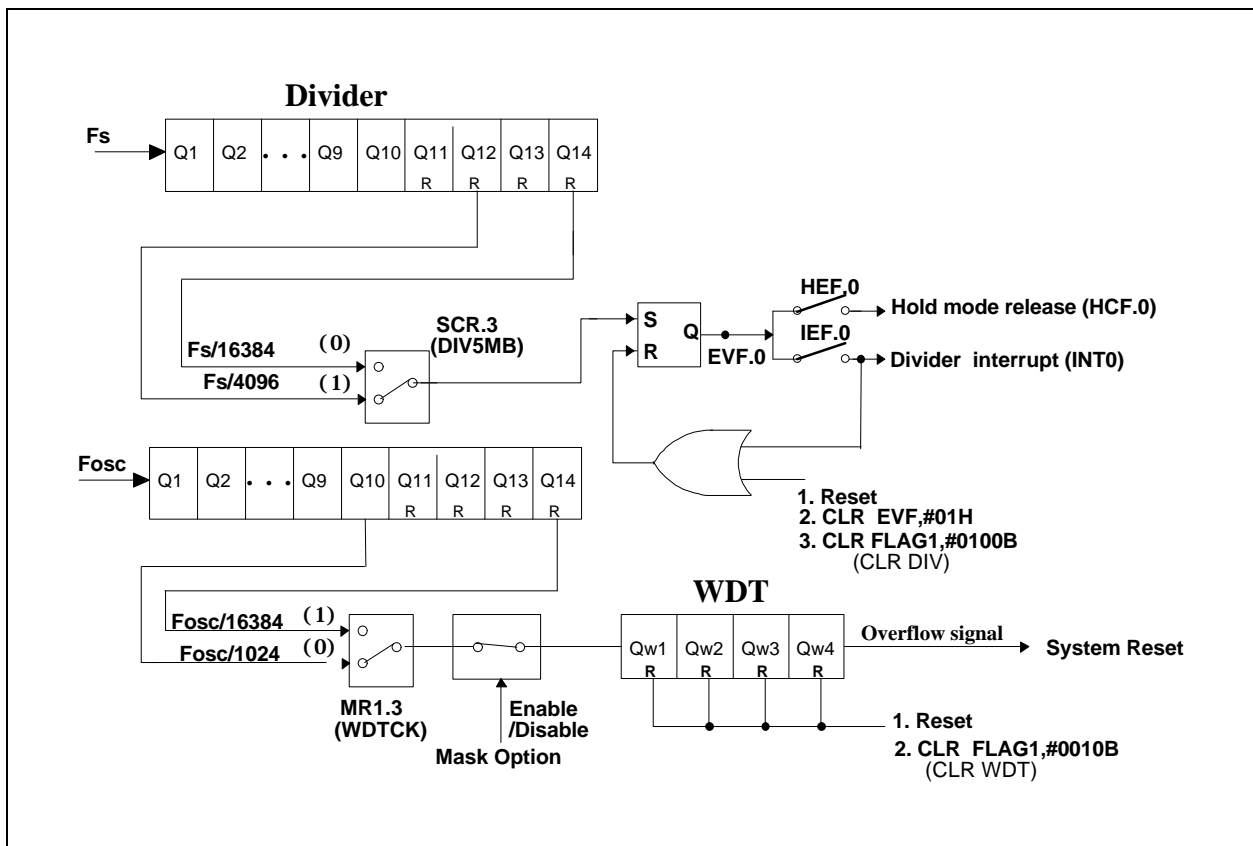 Divider
Fs
Q1 Q2 . . . Q9 Q10 Q11 Q12 Q13 Q14
R R R R
HEF.0
Hold mode release (HCF.0)
SCR.3
(DIV5MB)
S
Q
R
EVF.0
IEF.0
Divider interrupt (INT0)
Fs/16384 (0)
Fs/4096 (1)
Fosc
Q1 Q2 . . . Q9 Q10 Q11 Q12 Q13 Q14
R R R R
1. Reset
2. CLR EVF,#01H
3. CLR FLAG1,#0100B
(CLR DIV)
WDT
Fosc/16384 (1)
Fosc/1024 (0)
Qw1 Qw2 Qw3 Qw4
R R R R
Overflow signal
System Reset
MR1.3
(WDTCK)
Enable
/Disable
Mask Option
1. Reset
2. CLR FLAG1,#0010B
(CLR WDT)